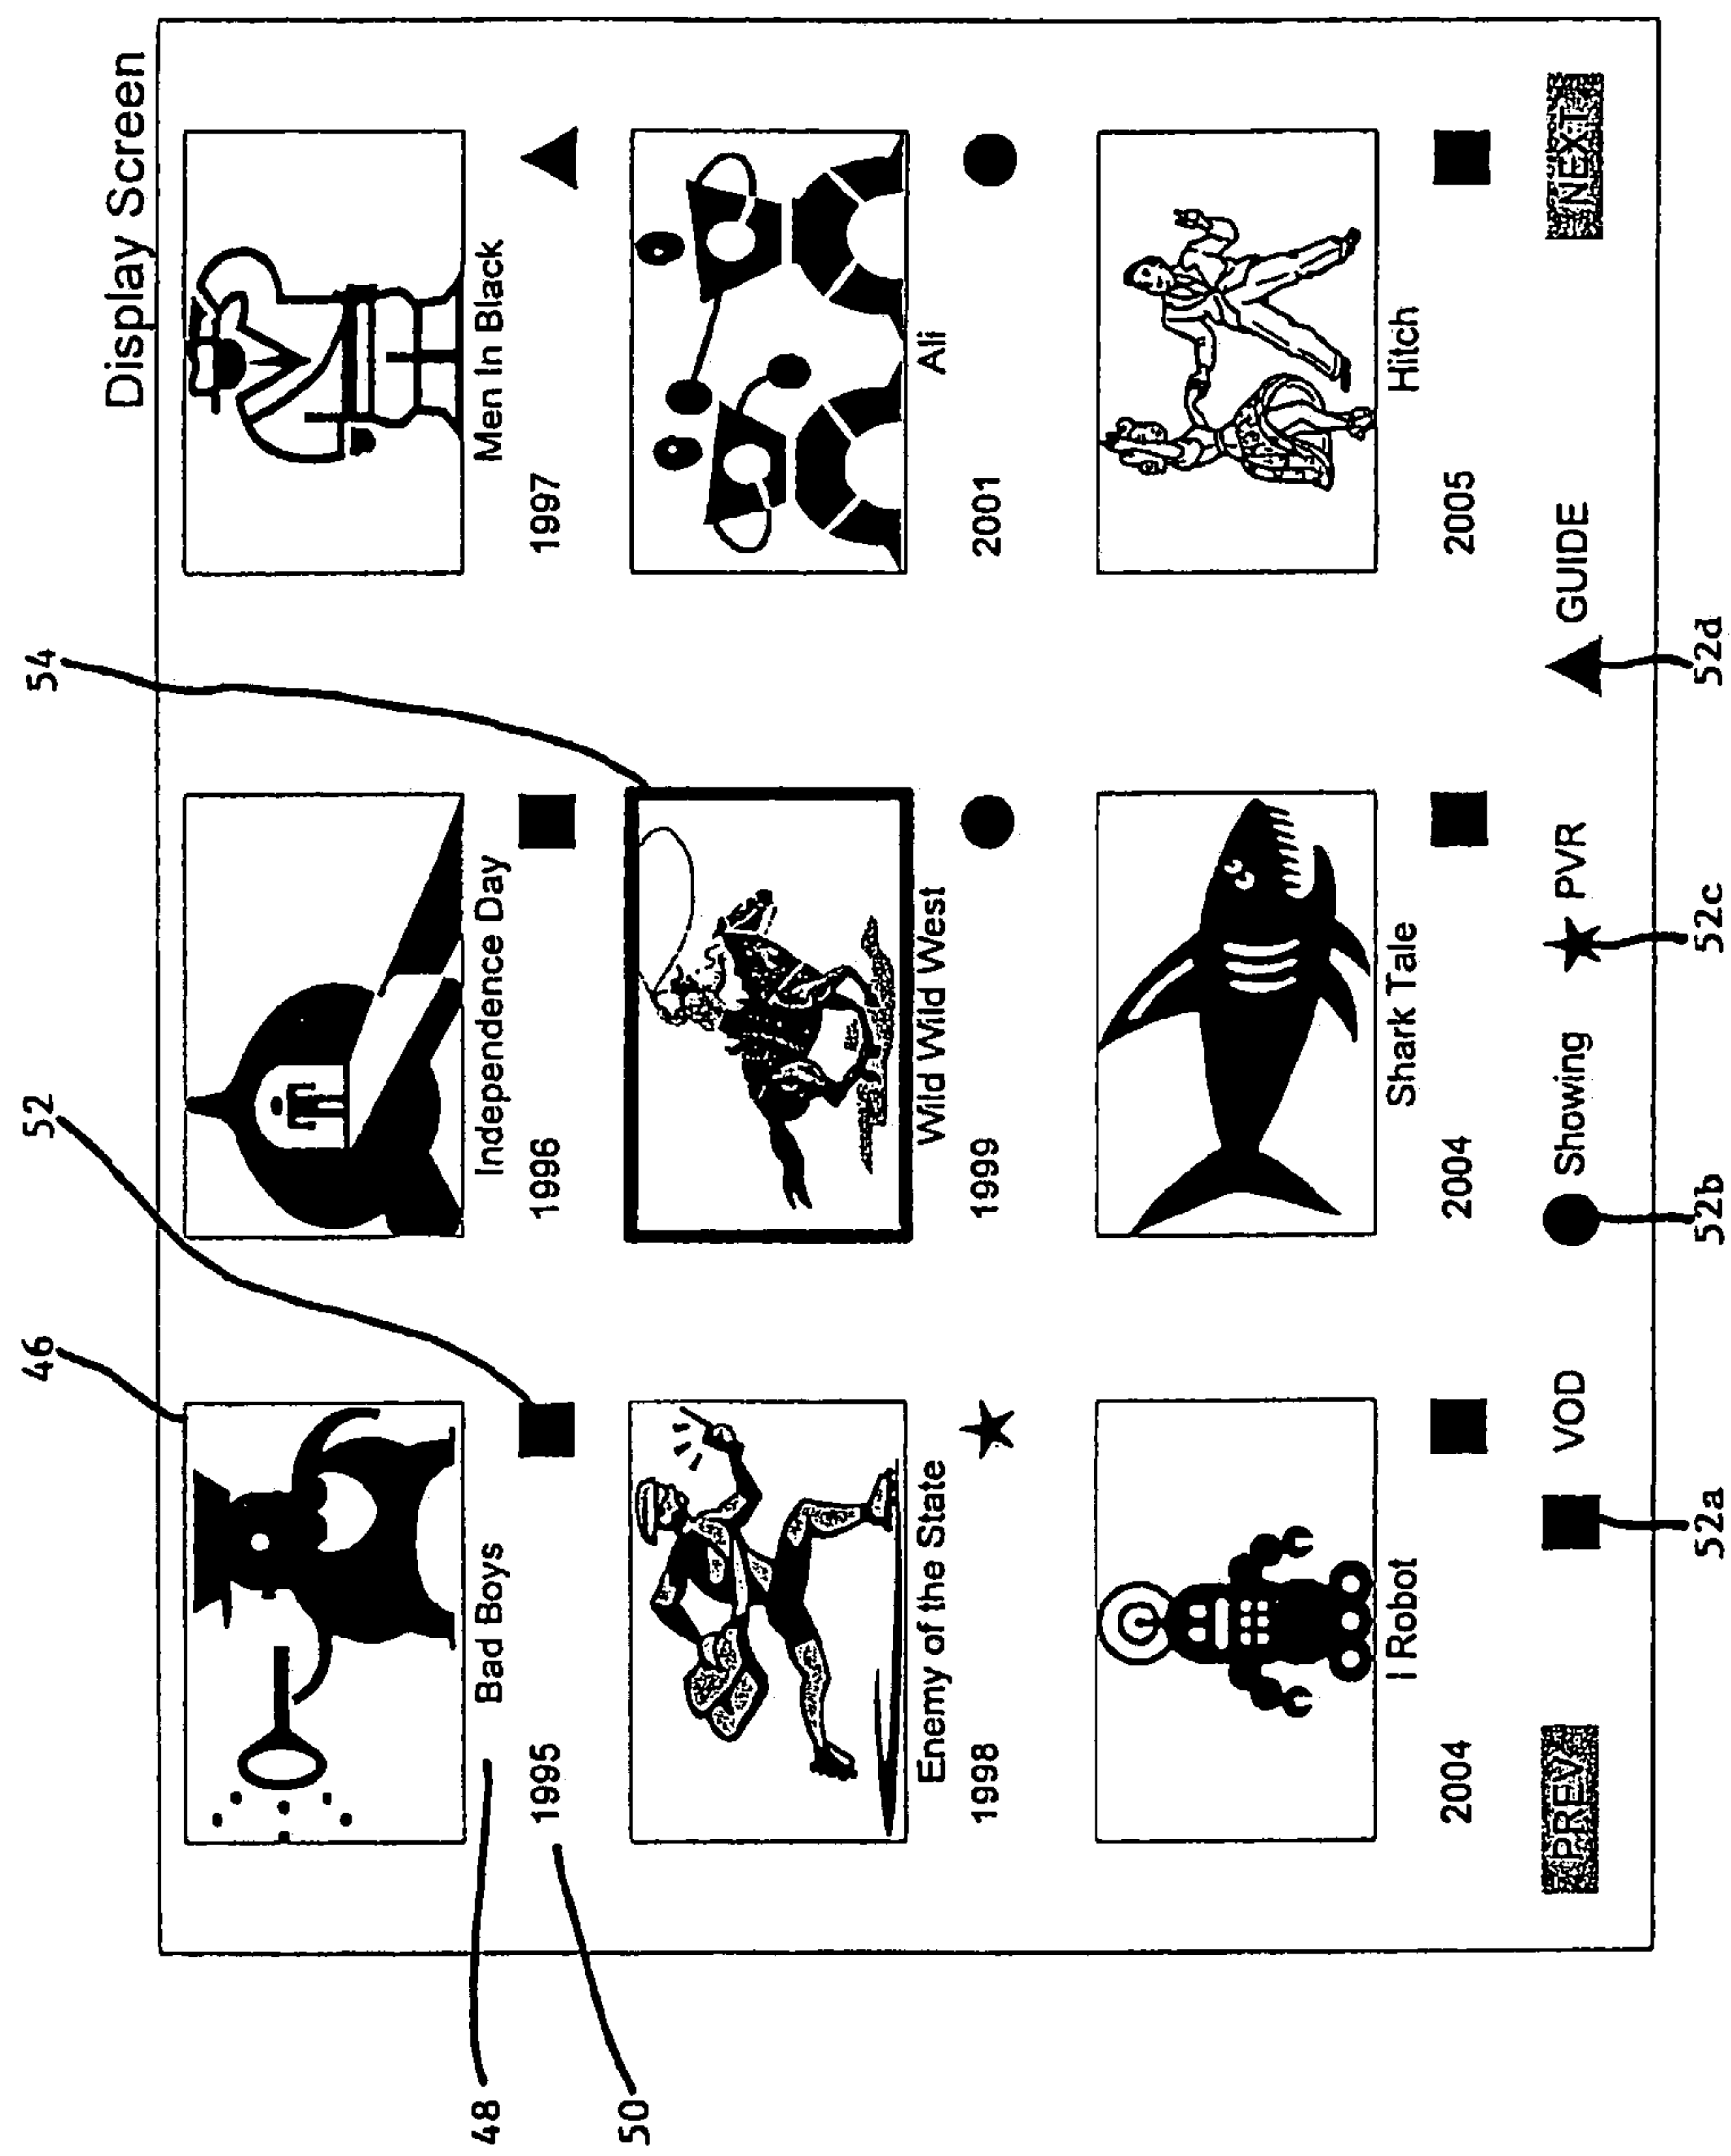 Display Screen
46
52
54
Bad Boys
Independence Day
Men In Black
48
1995
1996
1997
50
Enemy of the State
Wild Wild West
Ali
1998
1999
2001
I Robot
Shark Tale
Hitch
2004
2004
2005
PREV
VOD
Showing
PVR
GUIDE
NEXT
52a
52b
52c
52d